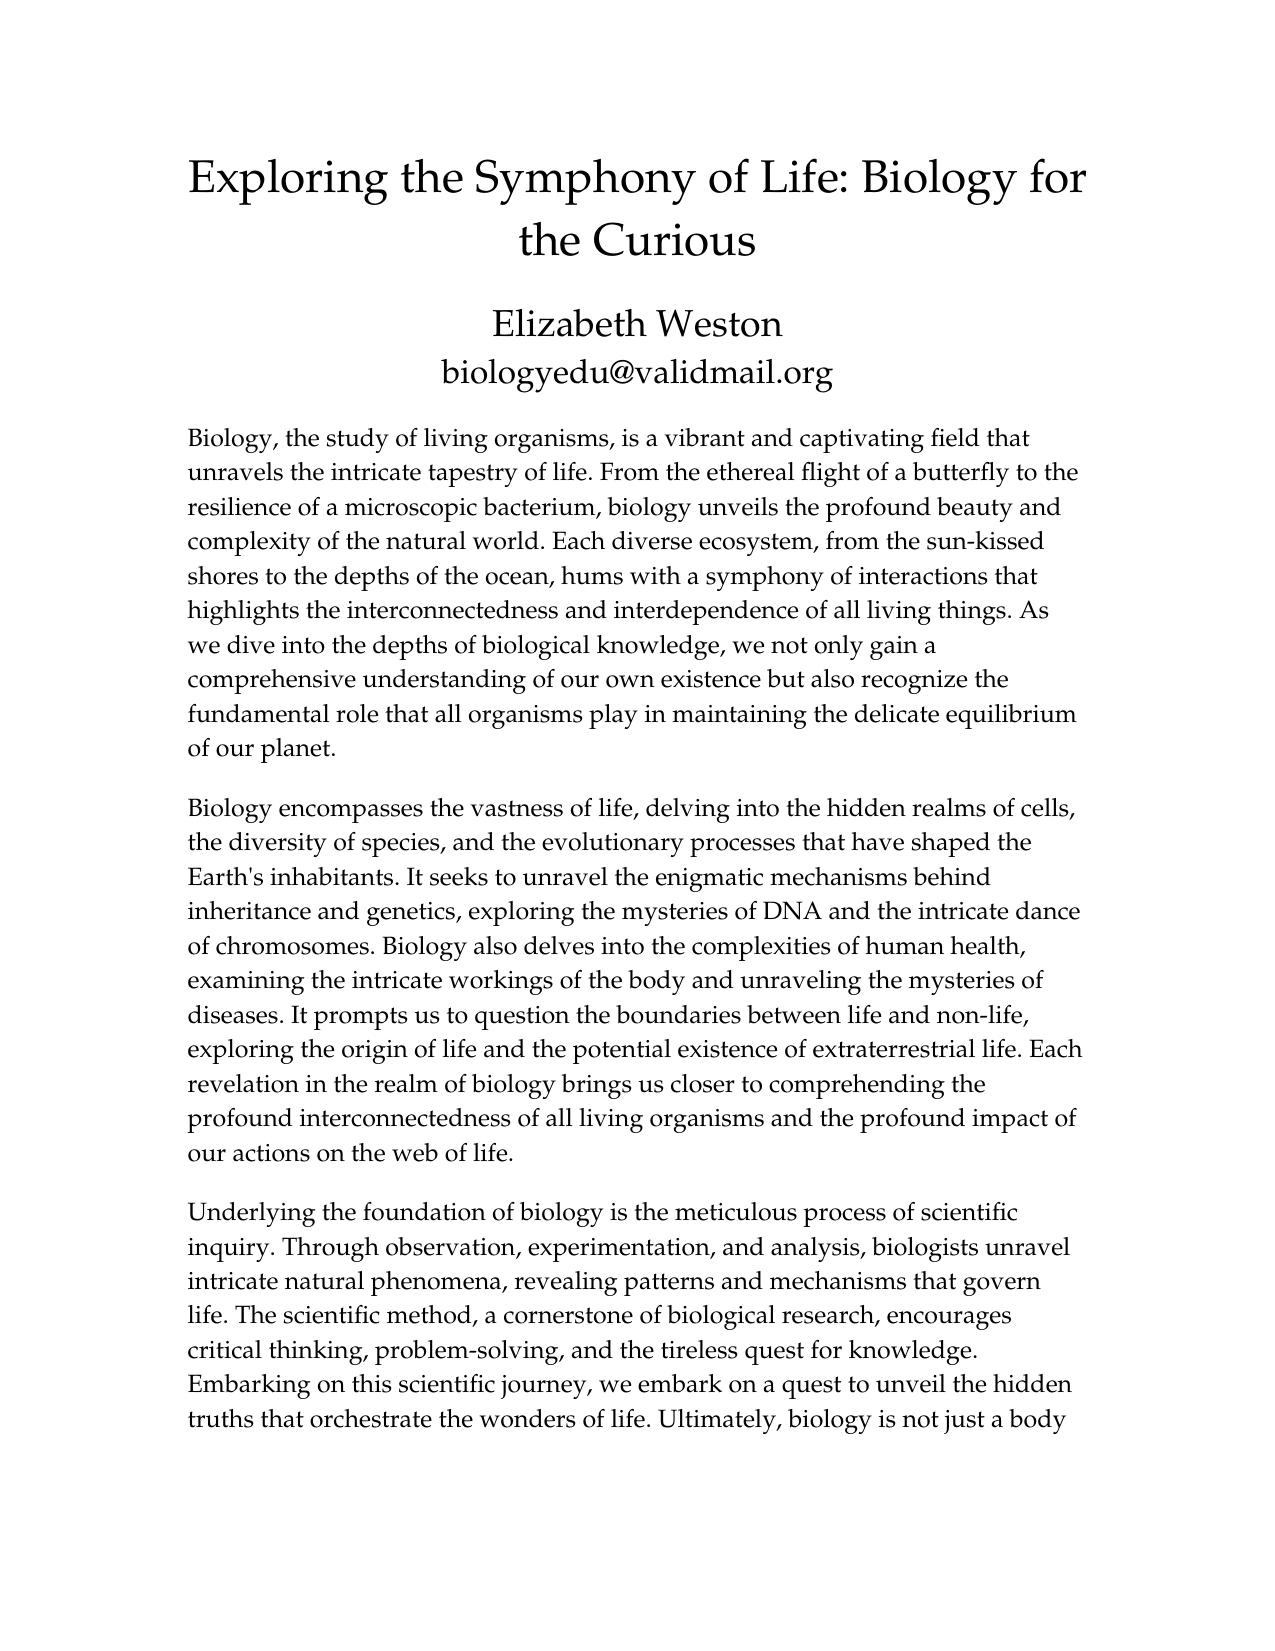 Exploring the Symphony of Life: Biology for
the Curious
Elizabeth Weston
biologyedu@validmail.org
Biology, the study of living organisms, is a vibrant and captivating field that
unravels the intricate tapestry of life. From the ethereal flight of a butterfly to the
resilience of a microscopic bacterium, biology unveils the profound beauty and
complexity of the natural world. Each diverse ecosystem, from the sun-kissed
shores to the depths of the ocean, hums with a symphony of interactions that
highlights the interconnectedness and interdependence of all living things. As
we dive into the depths of biological knowledge, we not only gain a
comprehensive understanding of our own existence but also recognize the
fundamental role that all organisms play in maintaining the delicate equilibrium
of our planet.
Biology encompasses the vastness of life, delving into the hidden realms of cells,
the diversity of species, and the evolutionary processes that have shaped the
Earth's inhabitants. It seeks to unravel the enigmatic mechanisms behind
inheritance and genetics, exploring the mysteries of DNA and the intricate dance
of chromosomes. Biology also delves into the complexities of human health,
examining the intricate workings of the body and unraveling the mysteries of
diseases. It prompts us to question the boundaries between life and non-life,
exploring the origin of life and the potential existence of extraterrestrial life. Each
revelation in the realm of biology brings us closer to comprehending the
profound interconnectedness of all living organisms and the profound impact of
our actions on the web of life.
Underlying the foundation of biology is the meticulous process of scientific
inquiry. Through observation, experimentation, and analysis, biologists unravel
intricate natural phenomena, revealing patterns and mechanisms that govern
life. The scientific method, a cornerstone of biological research, encourages
critical thinking, problem-solving, and the tireless quest for knowledge.
Embarking on this scientific journey, we embark on a quest to unveil the hidden
truths that orchestrate the wonders of life. Ultimately, biology is not just a body